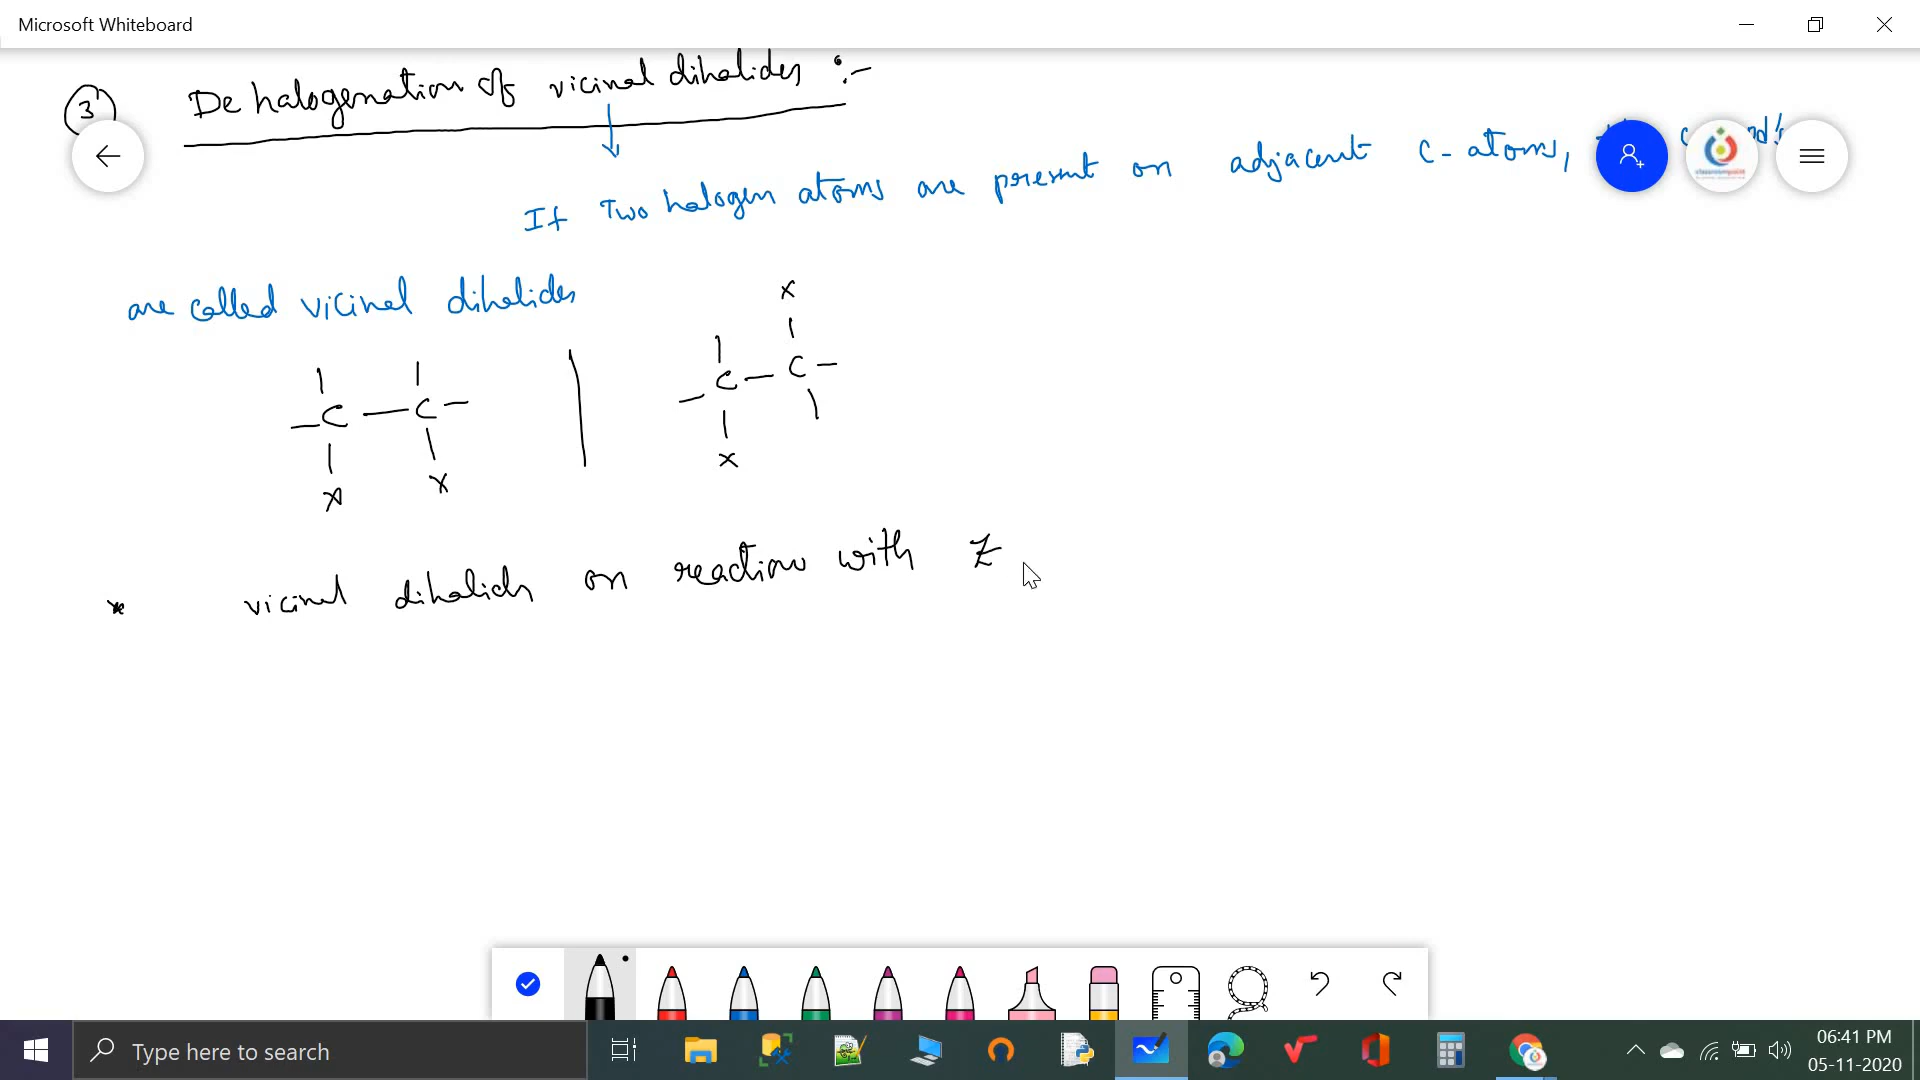 Microsoft Whiteboard
3 De halogenation of vicinal dihalides :-
If Two halogen atoms are present on adjacent c-atoms,
are called vicinal dihalides
X
C — C — C — C —
X X X
* vicinal dihalides on reaction with Z
Type here to search
06:41 PM
05-11-2020